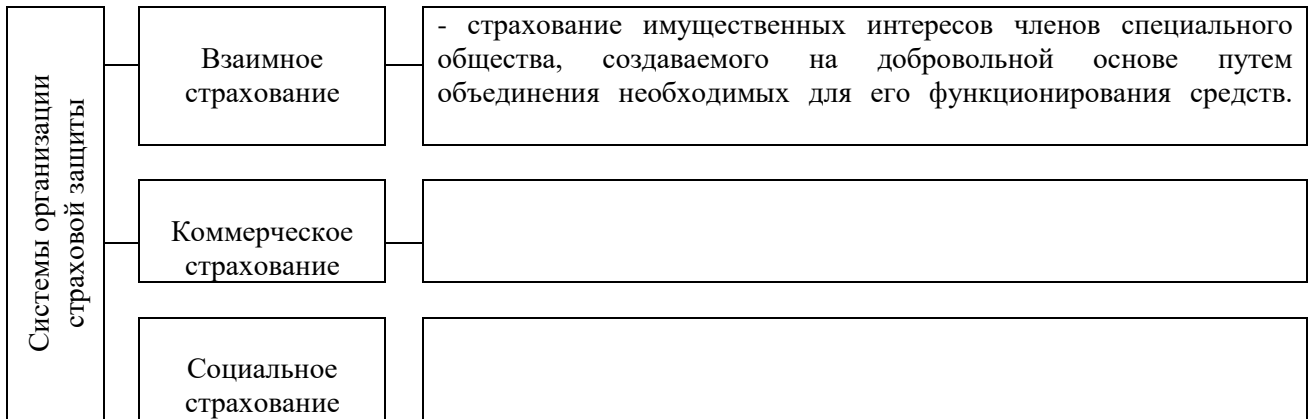 Системы организации
страховой защиты
Взаимное
страхование
- страхование имущественных интересов членов специального
общества, создаваемого на добровольной основе путем
объединения необходимых для его функционирования средств.
Коммерческое
страхование
Социальное
страхование